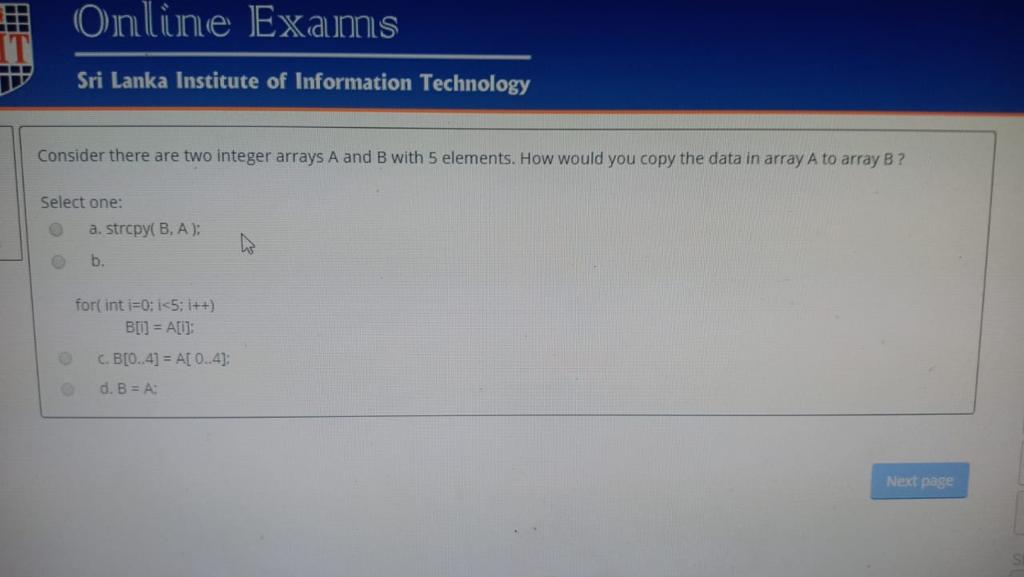 IT
Online Exams
Sri Lanka Institute of Information Technology
Consider there are two integer arrays A and B with 5 elements. How would you copy the data in array A to array B ?
Select one:
a. strcpy( B, A );
b.
for( int i=0; i<5; i++)
B[i] = A[i];
c. B[0..4] = A[ 0..4];
d. B = A;
Next page